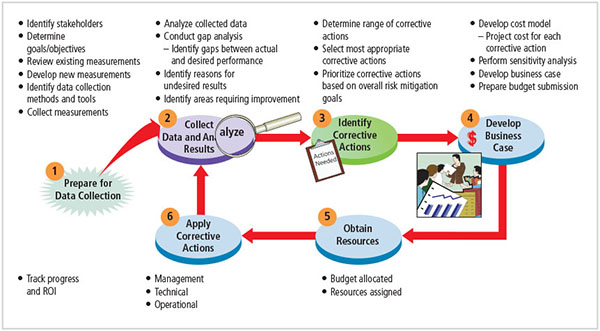 • Identify stakeholders
• Determine
goals/objectives
• Review existing measurements
• Develop new measurements
• Identify data collection
methods and tools
• Collect measurements
• Analyze collected data
• Conduct gap analysis
– Identify gaps between actual
and desired performance
• Identify reasons for
undesired results
• Identify areas requiring improvement
• Determine range of corrective
actions
• Select most appropriate
corrective actions
• Prioritize corrective actions
based on overall risk mitigation
goals
• Develop cost model
– Project cost for each
corrective action
• Perform sensitivity analysis
• Develop business case
• Prepare budget submission
1
Prepare for
Data Collection
2
Collect
Data and Analyze
Results
3
Identify
Corrective
Actions
Actions
Needed
4
$
Develop
Business
Case
5
Obtain
Resources
6
Apply
Corrective
Actions
• Track progress
and ROI
• Management
• Technical
• Operational
• Budget allocated
• Resources assigned